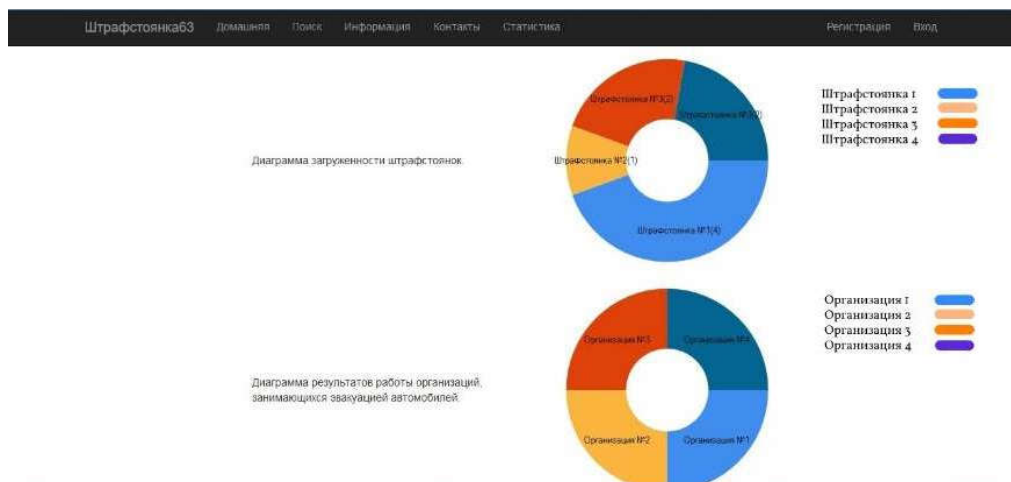 Штрафстоянка63 Домашняя Поиск Информация Контакты Статистика Регистрация Вход
Штрафстоянка №3(2)
Штрафстоянка 1
Штрафстоянка 2
Штрафстоянка 3
Штрафстоянка 4
Диаграмма загруженности штрафстоянок.
Штрафстоянка №2(1)
Штрафстоянка №1(4)
Организация 1
Организация 2
Организация 3
Организация 4
Организация №3 Организация №4
Диаграмма результатов работы организаций,
занимающихся эвакуацией автомобилей.
Организация №2 Организация №1